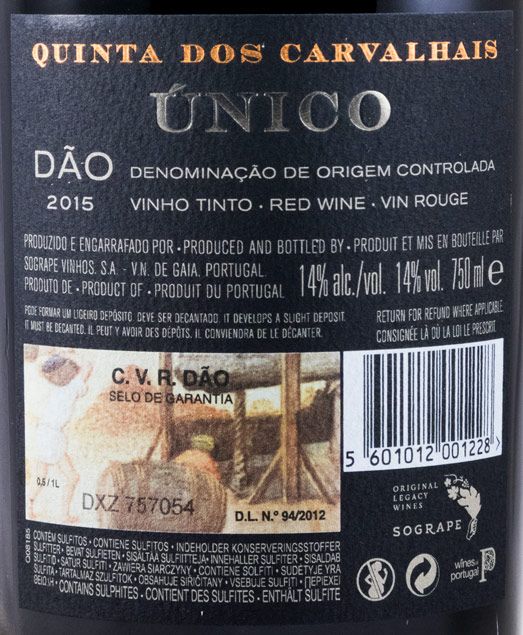 QUINTA DOS CARVALHAIS
ÚNICO
DÃO
2015
DENOMINAÇÃO DE ORIGEM CONTROLADA
VINHO TINTO · RED WINE · VIN ROUGE
PRODUZIDO E ENGARRAFADO POR · PRODUCED AND BOTTLED BY · PRODUIT ET MIS EN BOUTEILLE PAR
SOGRAPE VINHOS, S.A. - V.N. DE GAIA, PORTUGAL.
PRODUTO DE · PRODUCT OF · PRODUIT DU PORTUGAL
14% alc./vol. 14% vol. 750 ml e
PODE FORMAR UM LIGEIRO DEPÓSITO. DEVE SER DECANTADO. IT DEVELOPS A SLIGHT DEPOSIT.
IT MUST BE DECANTED. IL PEUT Y AVOIR DES DÉPÔTS. IL CONVIENDRA DE LE DÉCANTER.
RETURN FOR REFUND WHERE APPLICABLE.
CONSIGNÉE LÀ OÙ LA LOI LE PRESCRIT.
C. V. R. DÃO
SELO DE GARANTIA
0,5 / 1L
DXZ 757054
D.L. N.º 94/2012
5 601012 001228 >
ORIGINAL
LEGACY
WINES
SOGRAPE
wines of
portugal
CONTÉM SULFITOS · CONTIENE SULFITOS · INDEHOLDER KONSERVERINGSSTOFFER
SULFITTER · BEVAT SULFIETEN · SISÄLTÄÄ SULFIITTEJA · INNEHÅLLER SULFITER · SISALDAB
SULFITID · SATUR SULFITI · ZAWIERA SIARCZYNY · CONTIENE SOLFITI · SUDETYJE YRA
SULFITA · TARTALMAZ SZULFITOK · OBSAHUJE SIRIČITANY · VSEBUJE SULFITI · ΠΕΡΙΕΧΕΙ
ΘΕΙΩΔΗ · CONTAINS SULPHITES · CONTIENT DES SULFITES · ENTHÄLT SULFITE